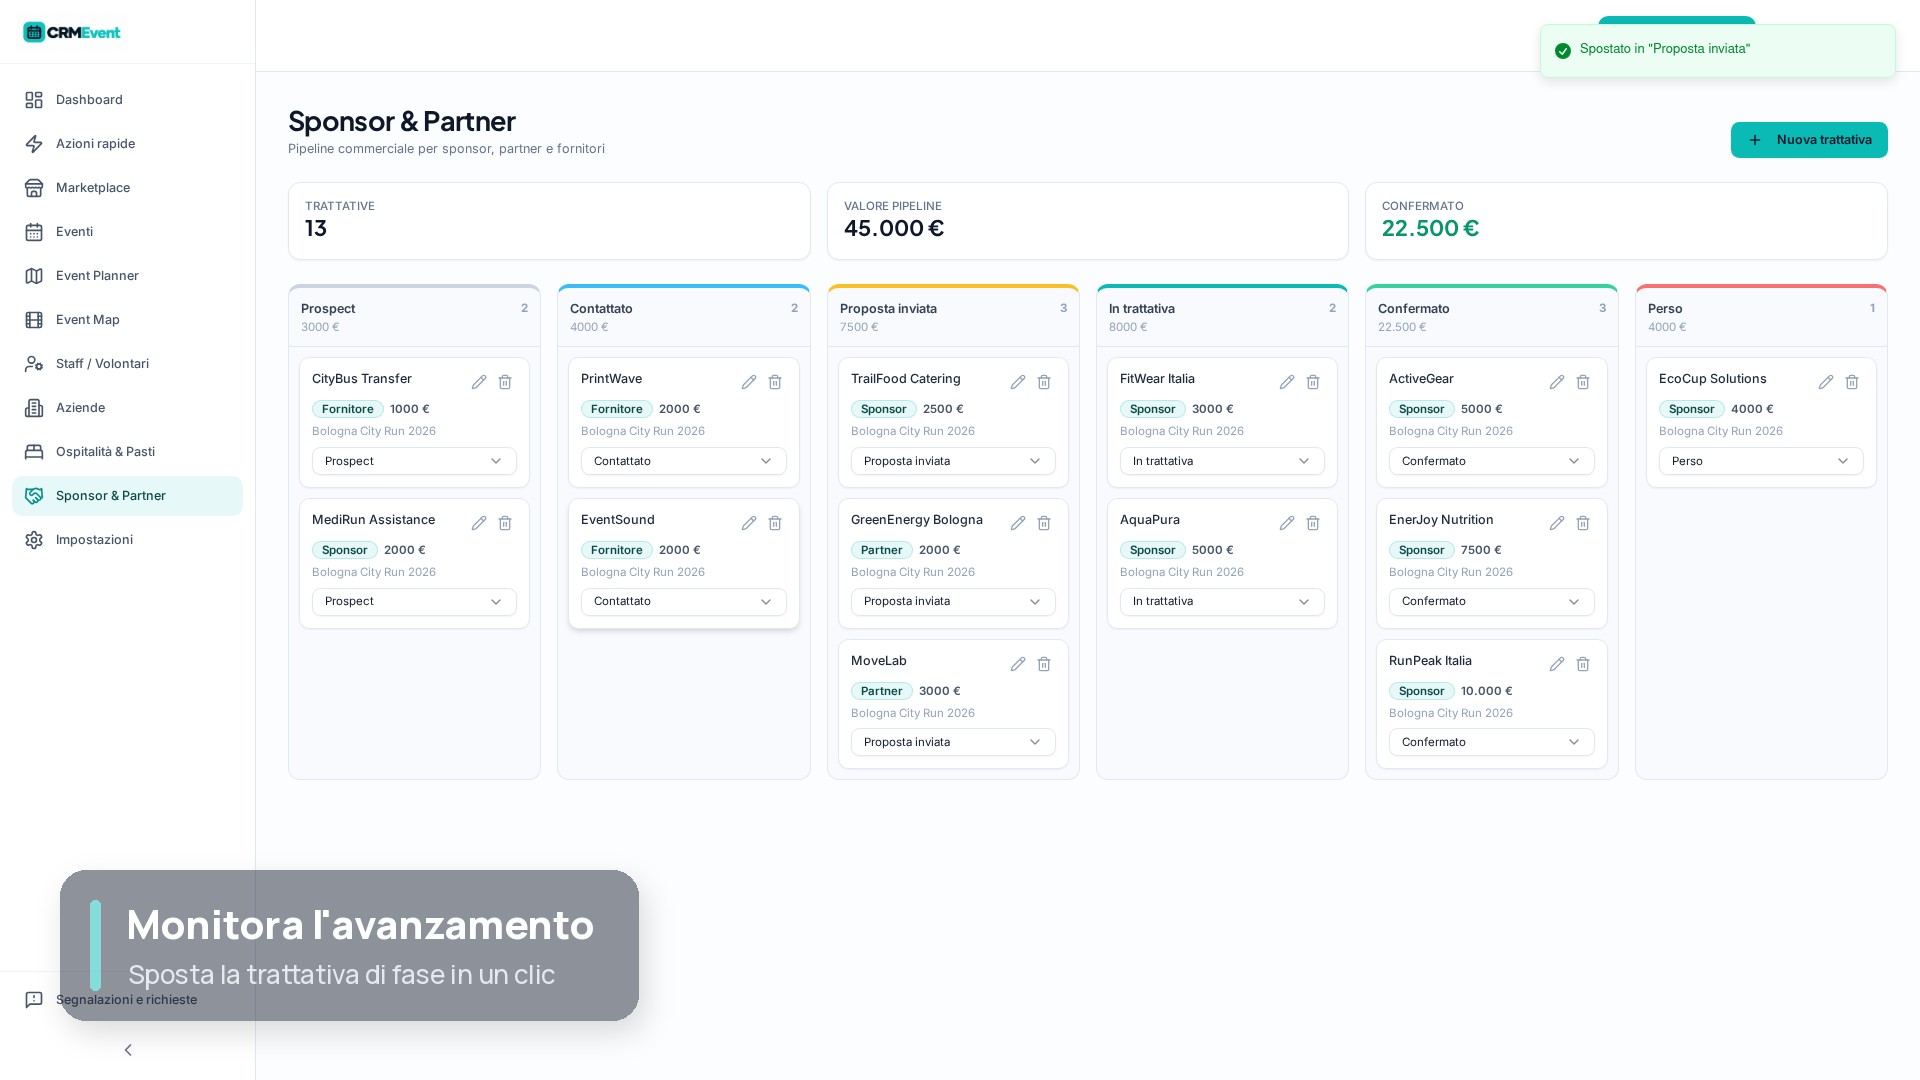 CRMEvent
Spostato in "Proposta inviata"
Dashboard
Azioni rapide
Marketplace
Eventi
Event Planner
Event Map
Staff / Volontari
Aziende
Ospitalità & Pasti
Sponsor & Partner
Impostazioni
Segnalazioni e richieste
Sponsor & Partner
Pipeline commerciale per sponsor, partner e fornitori
Nuova trattativa
TRATTATIVE
13
VALORE PIPELINE
45.000 €
CONFERMATO
22.500 €
Prospect 2
3000 €
CityBus Transfer
Fornitore 1000 €
Bologna City Run 2026
Prospect
MediRun Assistance
Sponsor 2000 €
Bologna City Run 2026
Prospect
Contattato 2
4000 €
PrintWave
Fornitore 2000 €
Bologna City Run 2026
Contattato
EventSound
Fornitore 2000 €
Bologna City Run 2026
Contattato
Proposta inviata 3
7500 €
TrailFood Catering
Sponsor 2500 €
Bologna City Run 2026
Proposta inviata
GreenEnergy Bologna
Partner 2000 €
Bologna City Run 2026
Proposta inviata
MoveLab
Partner 3000 €
Bologna City Run 2026
Proposta inviata
In trattativa 2
8000 €
FitWear Italia
Sponsor 3000 €
Bologna City Run 2026
In trattativa
AquaPura
Sponsor 5000 €
Bologna City Run 2026
In trattativa
Confermato 3
22.500 €
ActiveGear
Sponsor 5000 €
Bologna City Run 2026
Confermato
EnerJoy Nutrition
Sponsor 7500 €
Bologna City Run 2026
Confermato
RunPeak Italia
Sponsor 10.000 €
Bologna City Run 2026
Confermato
Perso 1
4000 €
EcoCup Solutions
Sponsor 4000 €
Bologna City Run 2026
Perso
Monitora l'avanzamento
Sposta la trattativa di fase in un clic